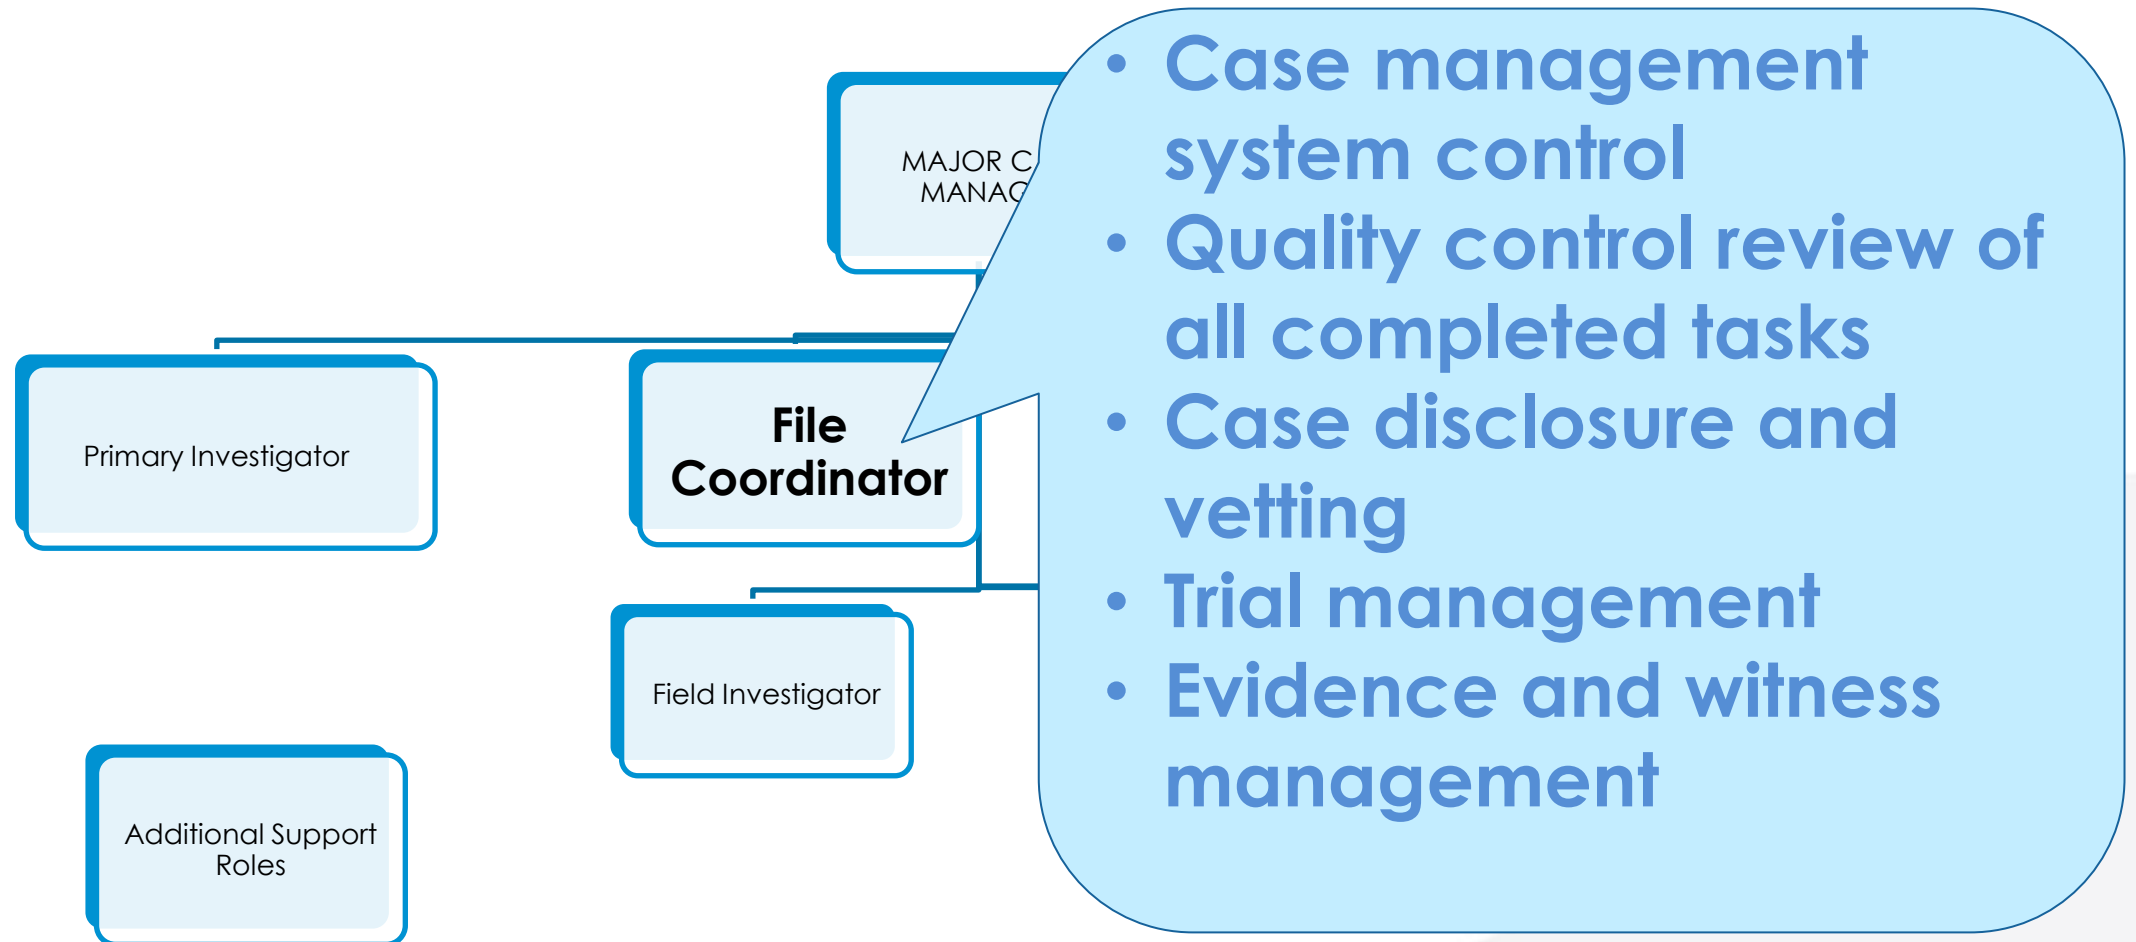 MAJOR C
MANAG
• Case management
system control
• Quality control review of
all completed tasks
• Case disclosure and
vetting
• Trial management
• Evidence and witness
management
Primary Investigator
File
Coordinator
Field Investigator
Additional Support
Roles